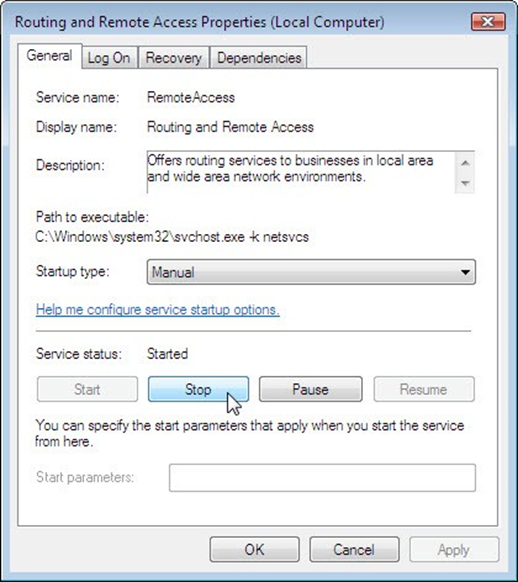 Routing and Remote Access Properties (Local Computer)
General Log On Recovery Dependencies
Service name: RemoteAccess
Display name: Routing and Remote Access
Description: Offers routing services to businesses in local area
and wide area network environments.
Path to executable:
C:\Windows\system32\svchost.exe -k netsvcs
Startup type: Manual
Help me configure service startup options.
Service status: Started
Start Stop Pause Resume
You can specify the start parameters that apply when you start the service
from here.
Start parameters:
OK Cancel Apply